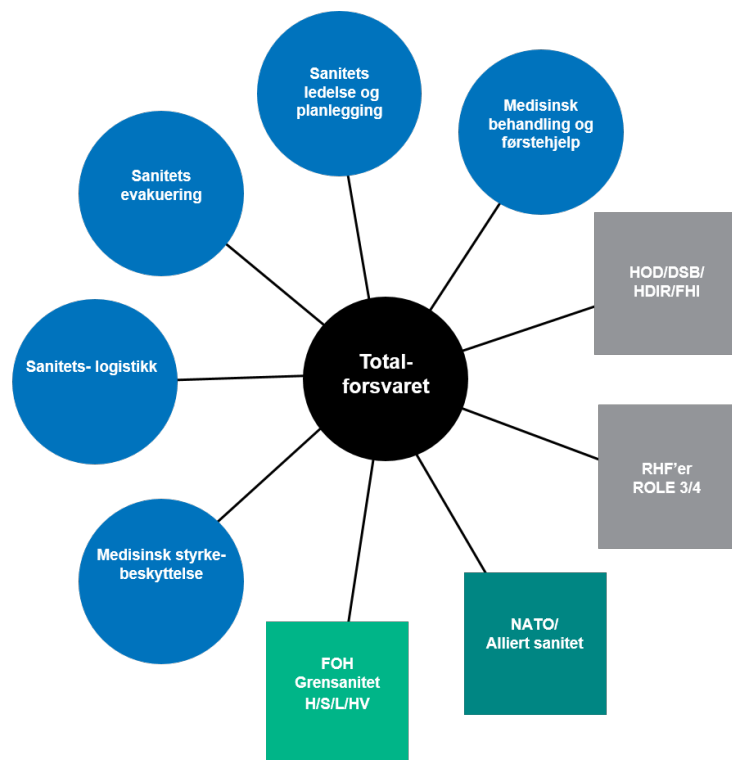 Sanitets
ledelse og
planlegging
Medisinsk
behandling og
førstehjelp
Sanitets
evakuering
HOD/DSB/
HDIR/FHI
Total-
forsvaret
Sanitets- logistikk
RHF’er
ROLE 3/4
Medisinsk styrke-
beskyttelse
NATO/
Alliert sanitet
FOH
Grensanitet
H/S/L/HV